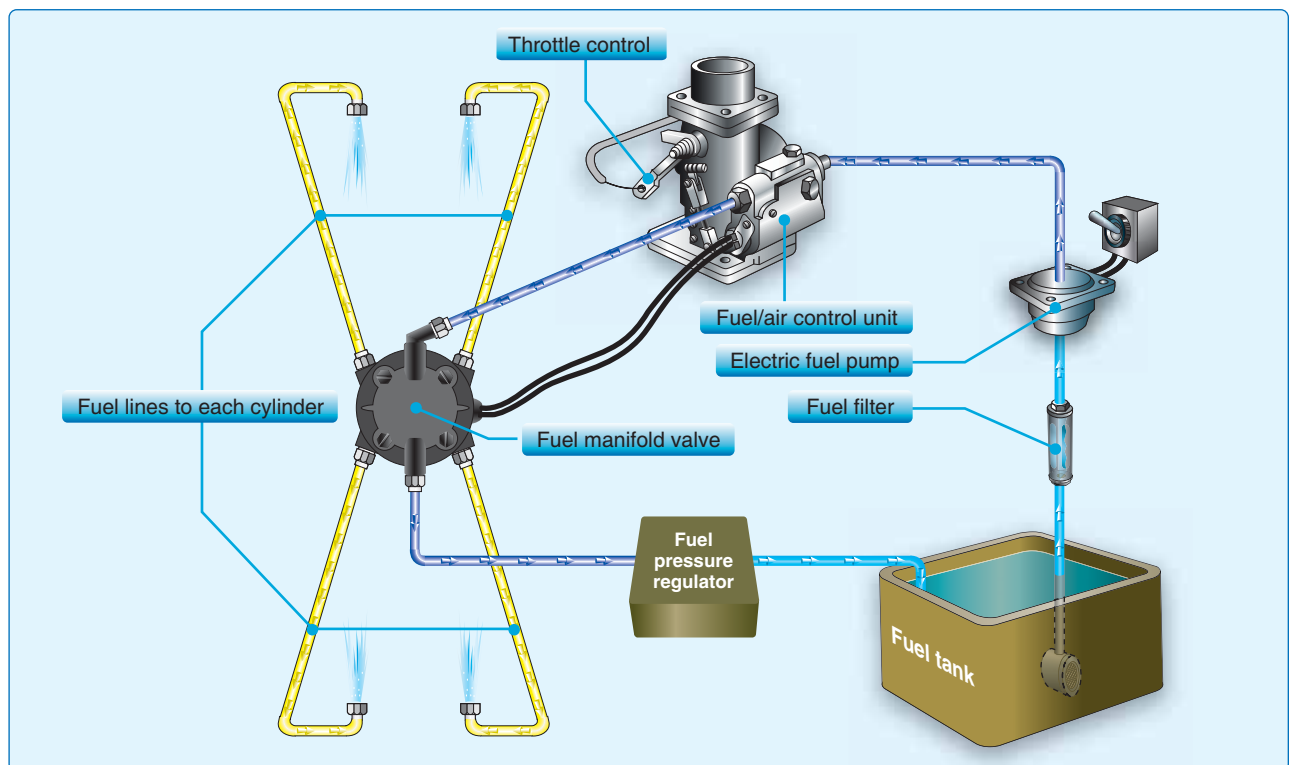 Throttle control
Fuel/air control unit
Electric fuel pump
Fuel lines to each cylinder
Fuel filter
Fuel manifold valve
Fuel
pressure
regulator
Fuel tank